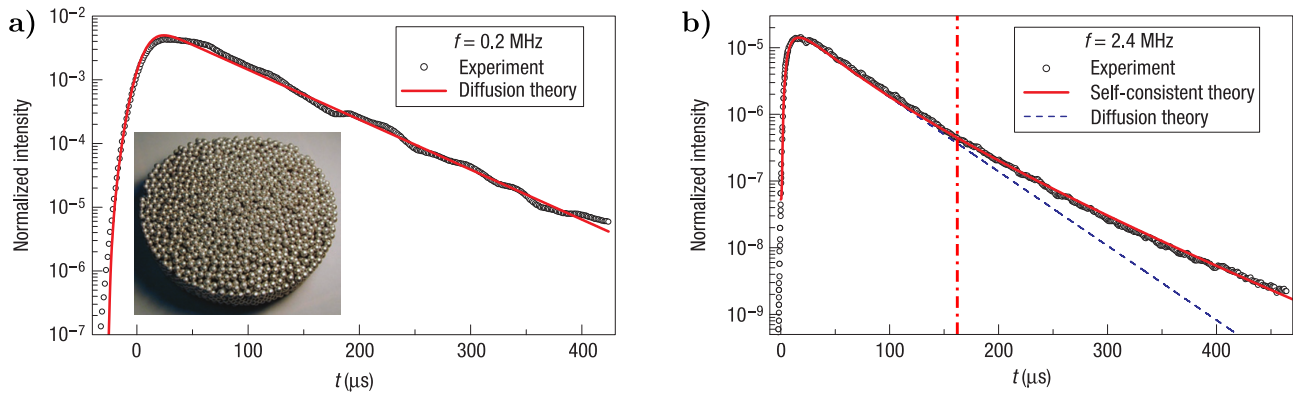 a)
10⁻²
10⁻³
10⁻⁴
10⁻⁵
10⁻⁶
10⁻⁷
Normalized intensity
f = 0.2 MHz
Experiment
Diffusion theory
0 100 200 300 400
t (μs)
b)
10⁻⁵
10⁻⁶
10⁻⁷
10⁻⁸
10⁻⁹
Normalized intensity
f = 2.4 MHz
Experiment
Self-consistent theory
Diffusion theory
0 100 200 300 400
t (μs)